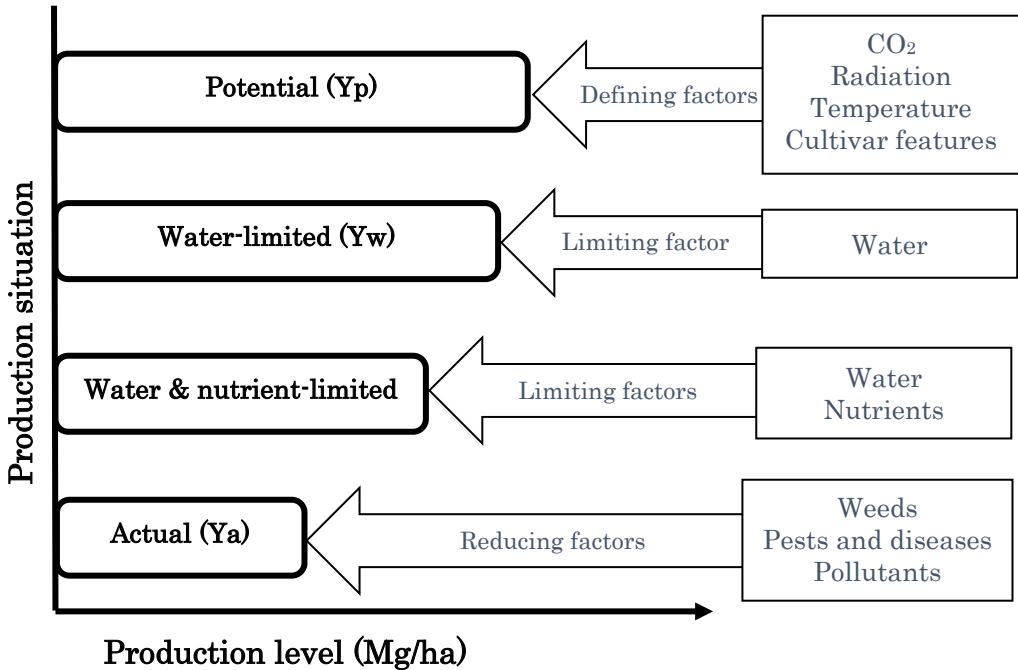 Production situation
Potential (Yp)
Defining factors
CO₂
Radiation
Temperature
Cultivar features
Water-limited (Yw)
Limiting factor
Water
Water & nutrient-limited
Limiting factors
Water
Nutrients
Actual (Ya)
Reducing factors
Weeds
Pests and diseases
Pollutants
Production level (Mg/ha)